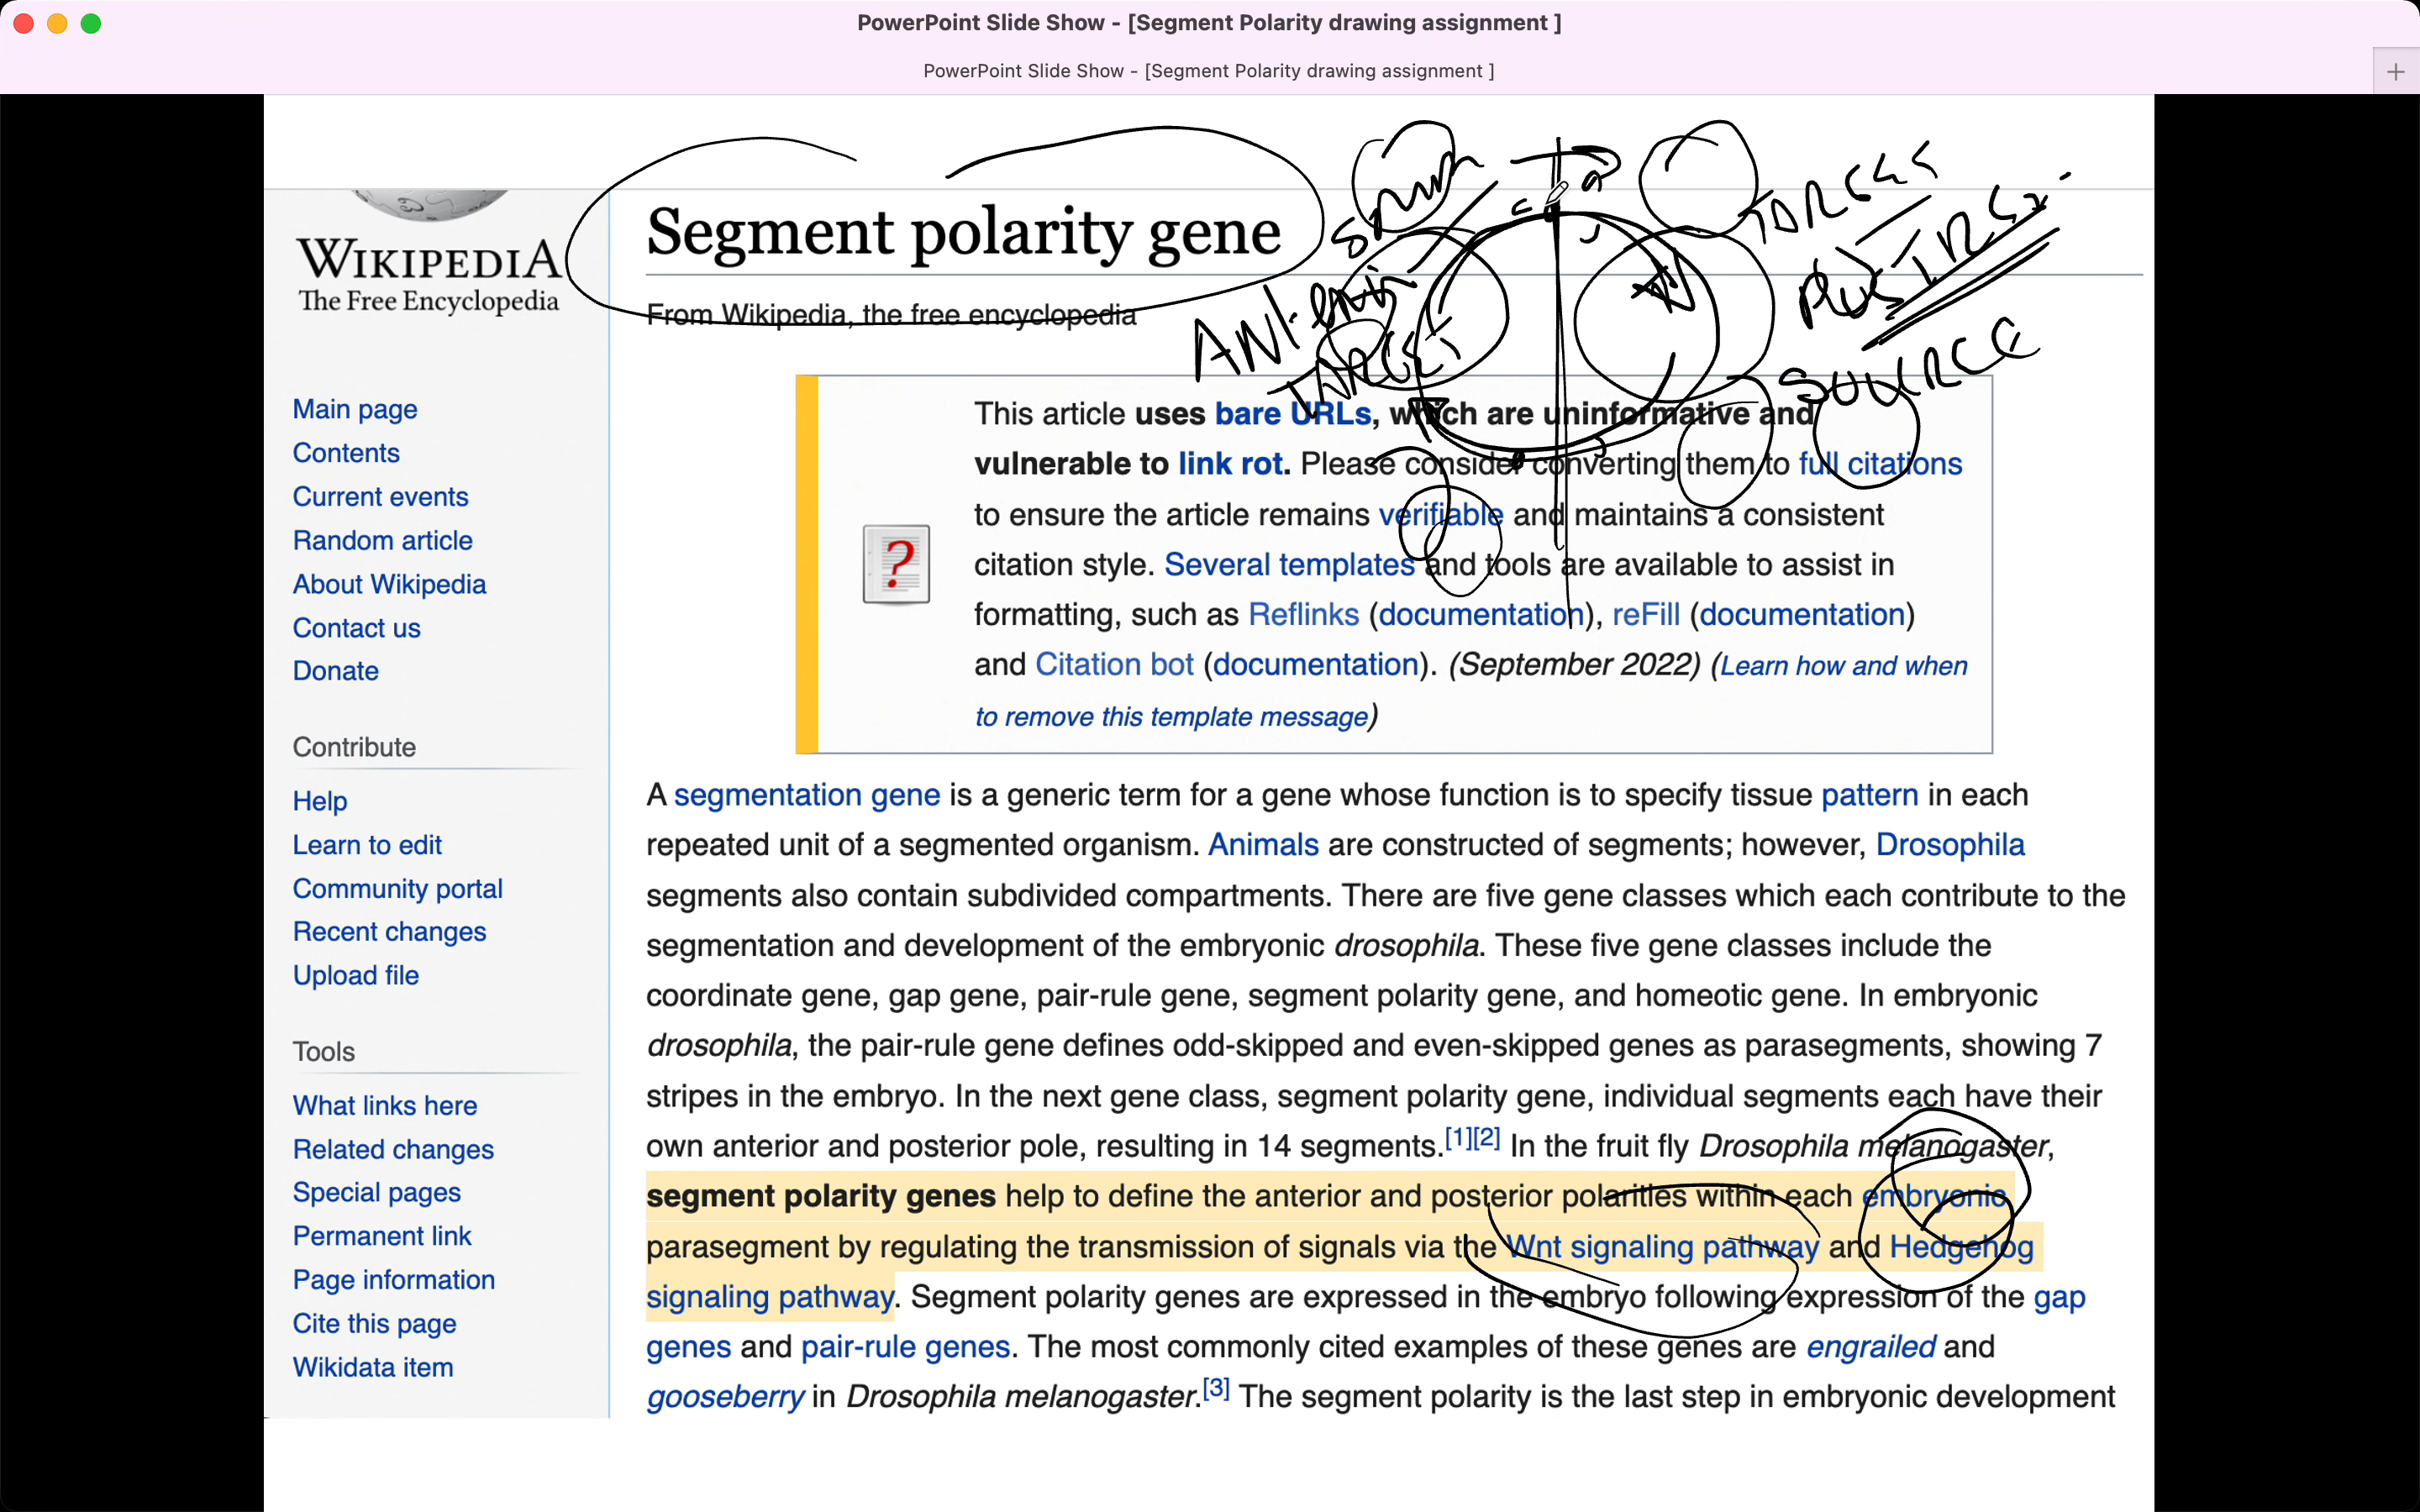 PowerPoint Slide Show - [Segment Polarity drawing assignment ]
PowerPoint Slide Show - [Segment Polarity drawing assignment ]
WIKIPEDIA
The Free Encyclopedia
Main page
Contents
Current events
Random article
About Wikipedia
Contact us
Donate
Contribute
Help
Learn to edit
Community portal
Recent changes
Upload file
Tools
What links here
Related changes
Special pages
Permanent link
Page information
Cite this page
Wikidata item
Segment polarity gene
From Wikipedia, the free encyclopedia
SOURCE
This article uses bare URLs, which are uninformative and
vulnerable to link rot. Please consider converting them to full citations
to ensure the article remains verifiable and maintains a consistent
citation style. Several templates and tools are available to assist in
formatting, such as Reflinks (documentation), reFill (documentation)
and Citation bot (documentation). (September 2022) (Learn how and when
to remove this template message)
?
A segmentation gene is a generic term for a gene whose function is to specify tissue pattern in each
repeated unit of a segmented organism. Animals are constructed of segments; however, Drosophila
segments also contain subdivided compartments. There are five gene classes which each contribute to the
segmentation and development of the embryonic drosophila. These five gene classes include the
coordinate gene, gap gene, pair-rule gene, segment polarity gene, and homeotic gene. In embryonic
drosophila, the pair-rule gene defines odd-skipped and even-skipped genes as parasegments, showing 7
stripes in the embryo. In the next gene class, segment polarity gene, individual segments each have their
own anterior and posterior pole, resulting in 14 segments.[1][2] In the fruit fly Drosophila melanogaster,
segment polarity genes help to define the anterior and posterior polarities within each embryonic
parasegment by regulating the transmission of signals via the Wnt signaling pathway and Hedgehog
signaling pathway. Segment polarity genes are expressed in the embryo following expression of the gap
genes and pair-rule genes. The most commonly cited examples of these genes are engrailed and
gooseberry in Drosophila melanogaster.[3] The segment polarity is the last step in embryonic development